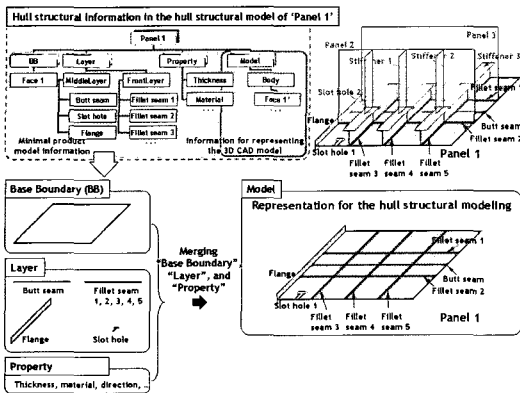 Hull structural information in the hull structural model of 'Panel 1'
Panel 1
BB
Layer
Property
Model
Face 1
MiddleLayer
FrontLayer
Thickness
Body
Butt seam
Fillet seam 1
Material
Face 1'
Slot hole
Fillet seam 2
...
...
Flange
Fillet seam 3
...
Minimal product
model information
Information for representing
the 3D CAD model
Panel 3
Panel 2
Stiffener 1
Stiffener 2
Stiffener 3
Slot hole 2
Fillet seam 1
Flange
Butt seam
Fillet seam 2
Slot hole 1
Fillet
seam 3
Fillet
seam 4
Fillet
seam 5
Panel 1
Base Boundary (BB)
Layer
Butt seam
Fillet seam
1, 2, 3, 4, 5
Flange
Slot hole
Property
Thickness, material, direction, ..
Merging
"Base Boundary"
"Layer", and
"Property"
Model
Representation for the hull structural modeling
Fillet seam 1
Flange
Butt seam
Fillet seam 2
Slot hole 1
Fillet
seam 3
Fillet
seam 4
Fillet
seam 5
Panel 1